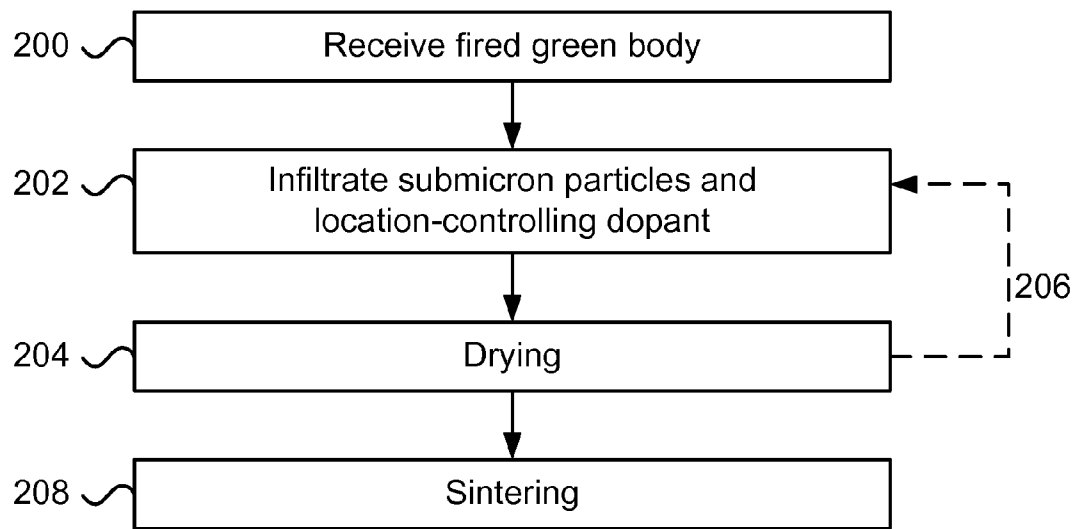 200
Receive fired green body
202
Infiltrate submicron particles and
location-controlling dopant
206
204
Drying
208
Sintering